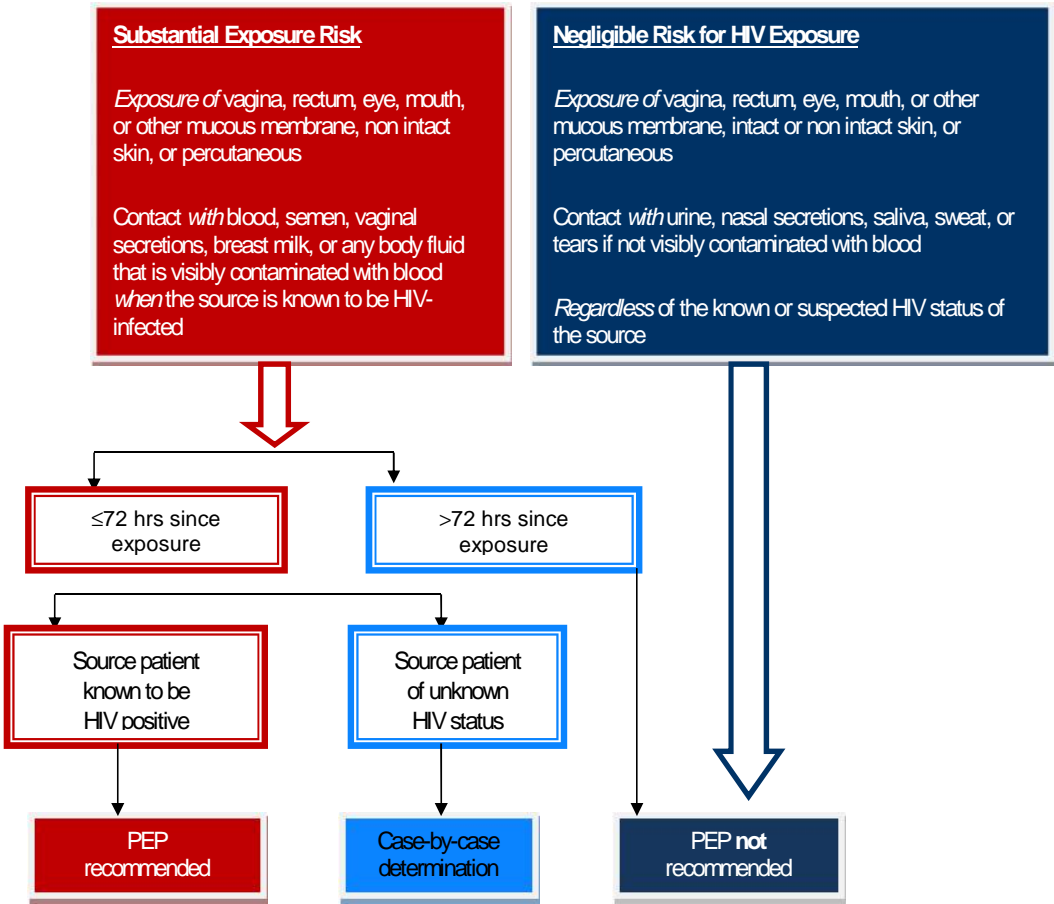 Substantial Exposure Risk
Exposure of vagina, rectum, eye, mouth,
or other mucous membrane, non intact
skin, or percutaneous
Contact with blood, semen, vaginal
secretions, breast milk, or any body fluid
that is visibly contaminated with blood
when the source is known to be HIV-
infected
Negligible Risk for HIV Exposure
Exposure of vagina, rectum, eye, mouth, or other
mucous membrane, intact or non intact skin, or
percutaneous
Contact with urine, nasal secretions, saliva, sweat, or
tears if not visibly contaminated with blood
Regardless of the known or suspected HIV status of
the source
≤72 hrs since
exposure
>72 hrs since
exposure
Source patient
known to be
HIV positive
Source patient
of unknown
HIV status
PEP
recommended
Case-by-case
determination
PEP not
recommended